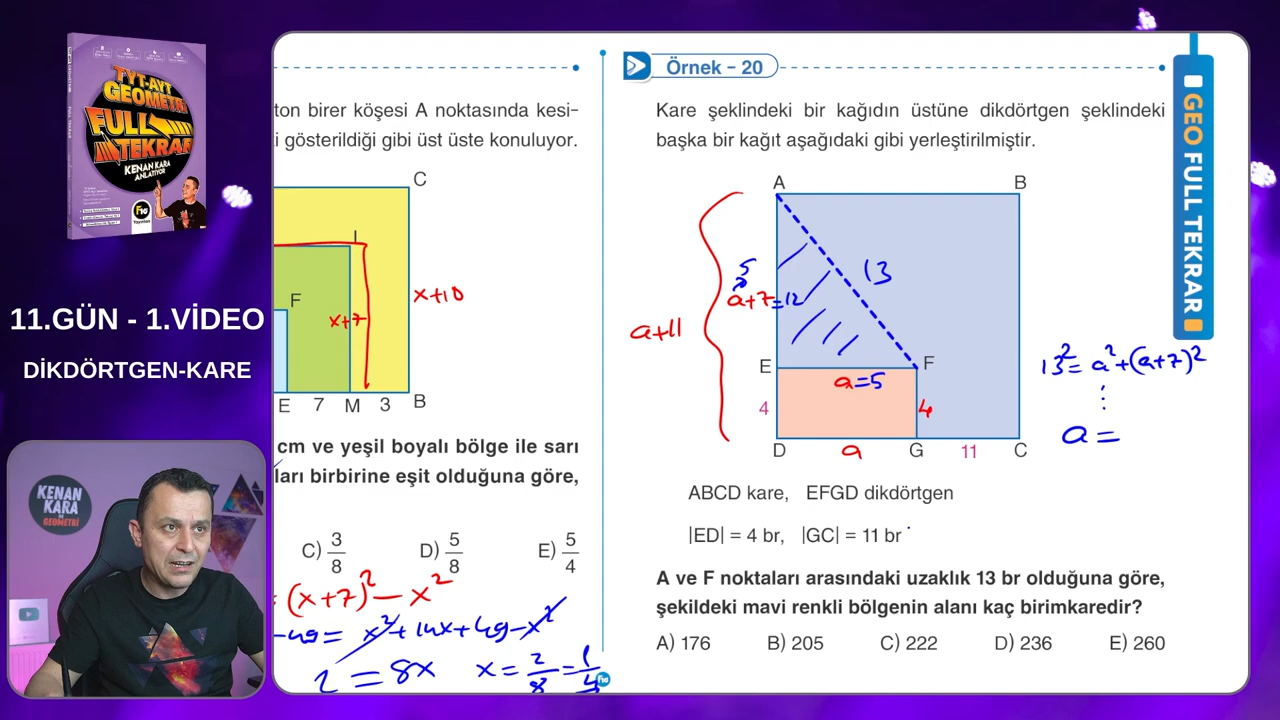 TYT-AYT
GEOMETRİ
FULL
TEKRAR
KENAN KARA
ANLATIYOR
11.GÜN - 1.VİDEO
DİKDÖRTGEN-KARE
KENAN
KARA
GEOMETRİ
ton birer köşesi A noktasında kesi-
i gösterildiği gibi üst üste konuluyor.
C
I
F
x+7
x+10
E 7 M 3 B
cm ve yeşil boyalı bölge ile sarı
ları birbirine eşit olduğuna göre,
C) 3/8 D) 5/8 E) 5/4
= (x+7)² - x²
-49 = x² + 14x + 49 - x²
2 = 8x x = 2/8 = 1/4
Örnek - 20
Kare şeklindeki bir kağıdın üstüne dikdörtgen şeklindeki
başka bir kağıt aşağıdaki gibi yerleştirilmiştir.
A B
5
13
a+7=12
a+11
E F
a=5
4 4
D a G 11 C
13² = a² + (a+7)²
a =
ABCD kare, EFGD dikdörtgen
|ED| = 4 br, |GC| = 11 br
A ve F noktaları arasındaki uzaklık 13 br olduğuna göre,
şekildeki mavi renkli bölgenin alanı kaç birimkaredir?
A) 176 B) 205 C) 222 D) 236 E) 260
GEO FULL TEKRAR